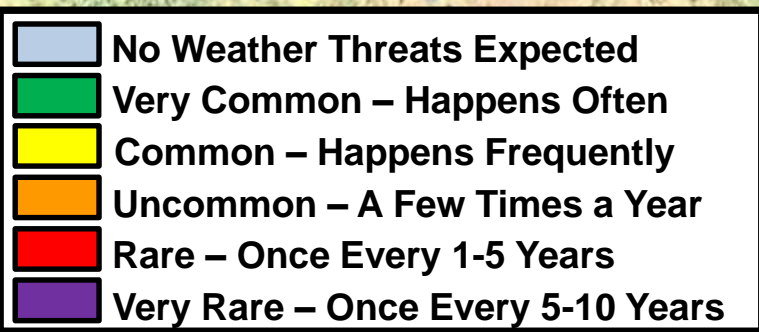 No Weather Threats Expected
Very Common – Happens Often
Common – Happens Frequently
Uncommon – A Few Times a Year
Rare – Once Every 1-5 Years
Very Rare – Once Every 5-10 Years